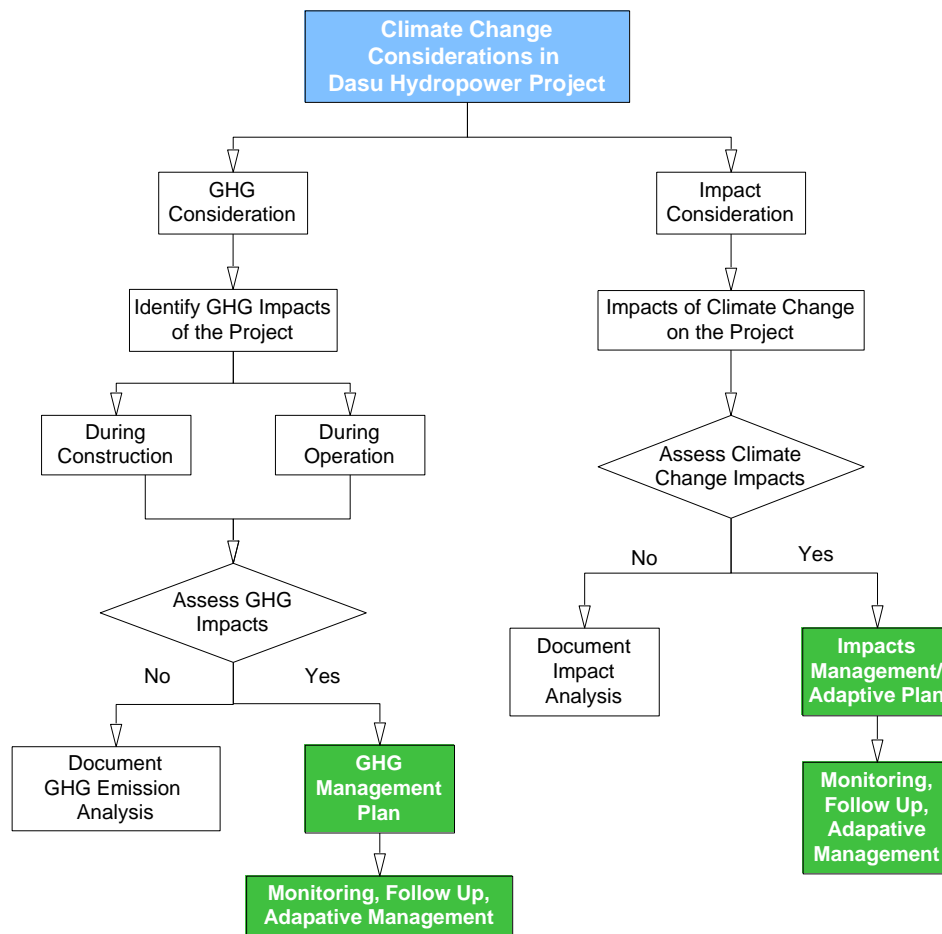 Climate Change
Considerations in
Dasu Hydropower Project
GHG
Consideration
Impact
Consideration
Identify GHG Impacts
of the Project
Impacts of Climate Change
on the Project
During
Construction
During
Operation
Assess Climate
Change Impacts
No
Yes
Assess GHG
Impacts
Document
Impact
Analysis
Impacts
Management/
Adaptive Plan
No
Yes
Document
GHG Emission
Analysis
GHG
Management
Plan
Monitoring,
Follow Up,
Adapative
Management
Monitoring, Follow Up,
Adapative Management